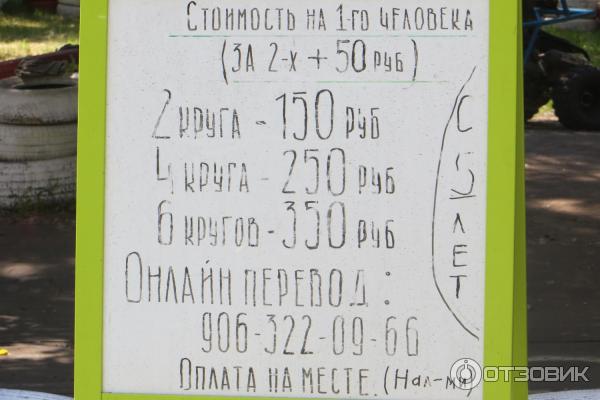 Стоимость на 1-го человека
(за 2-х + 50 руб)
2 круга - 150 руб
4 круга - 250 руб
6 кругов - 350 руб
с 5 лет
Онлайн перевод:
906-322-09-66
Оплата на месте. (Нал-ми)
ОТЗОВИК